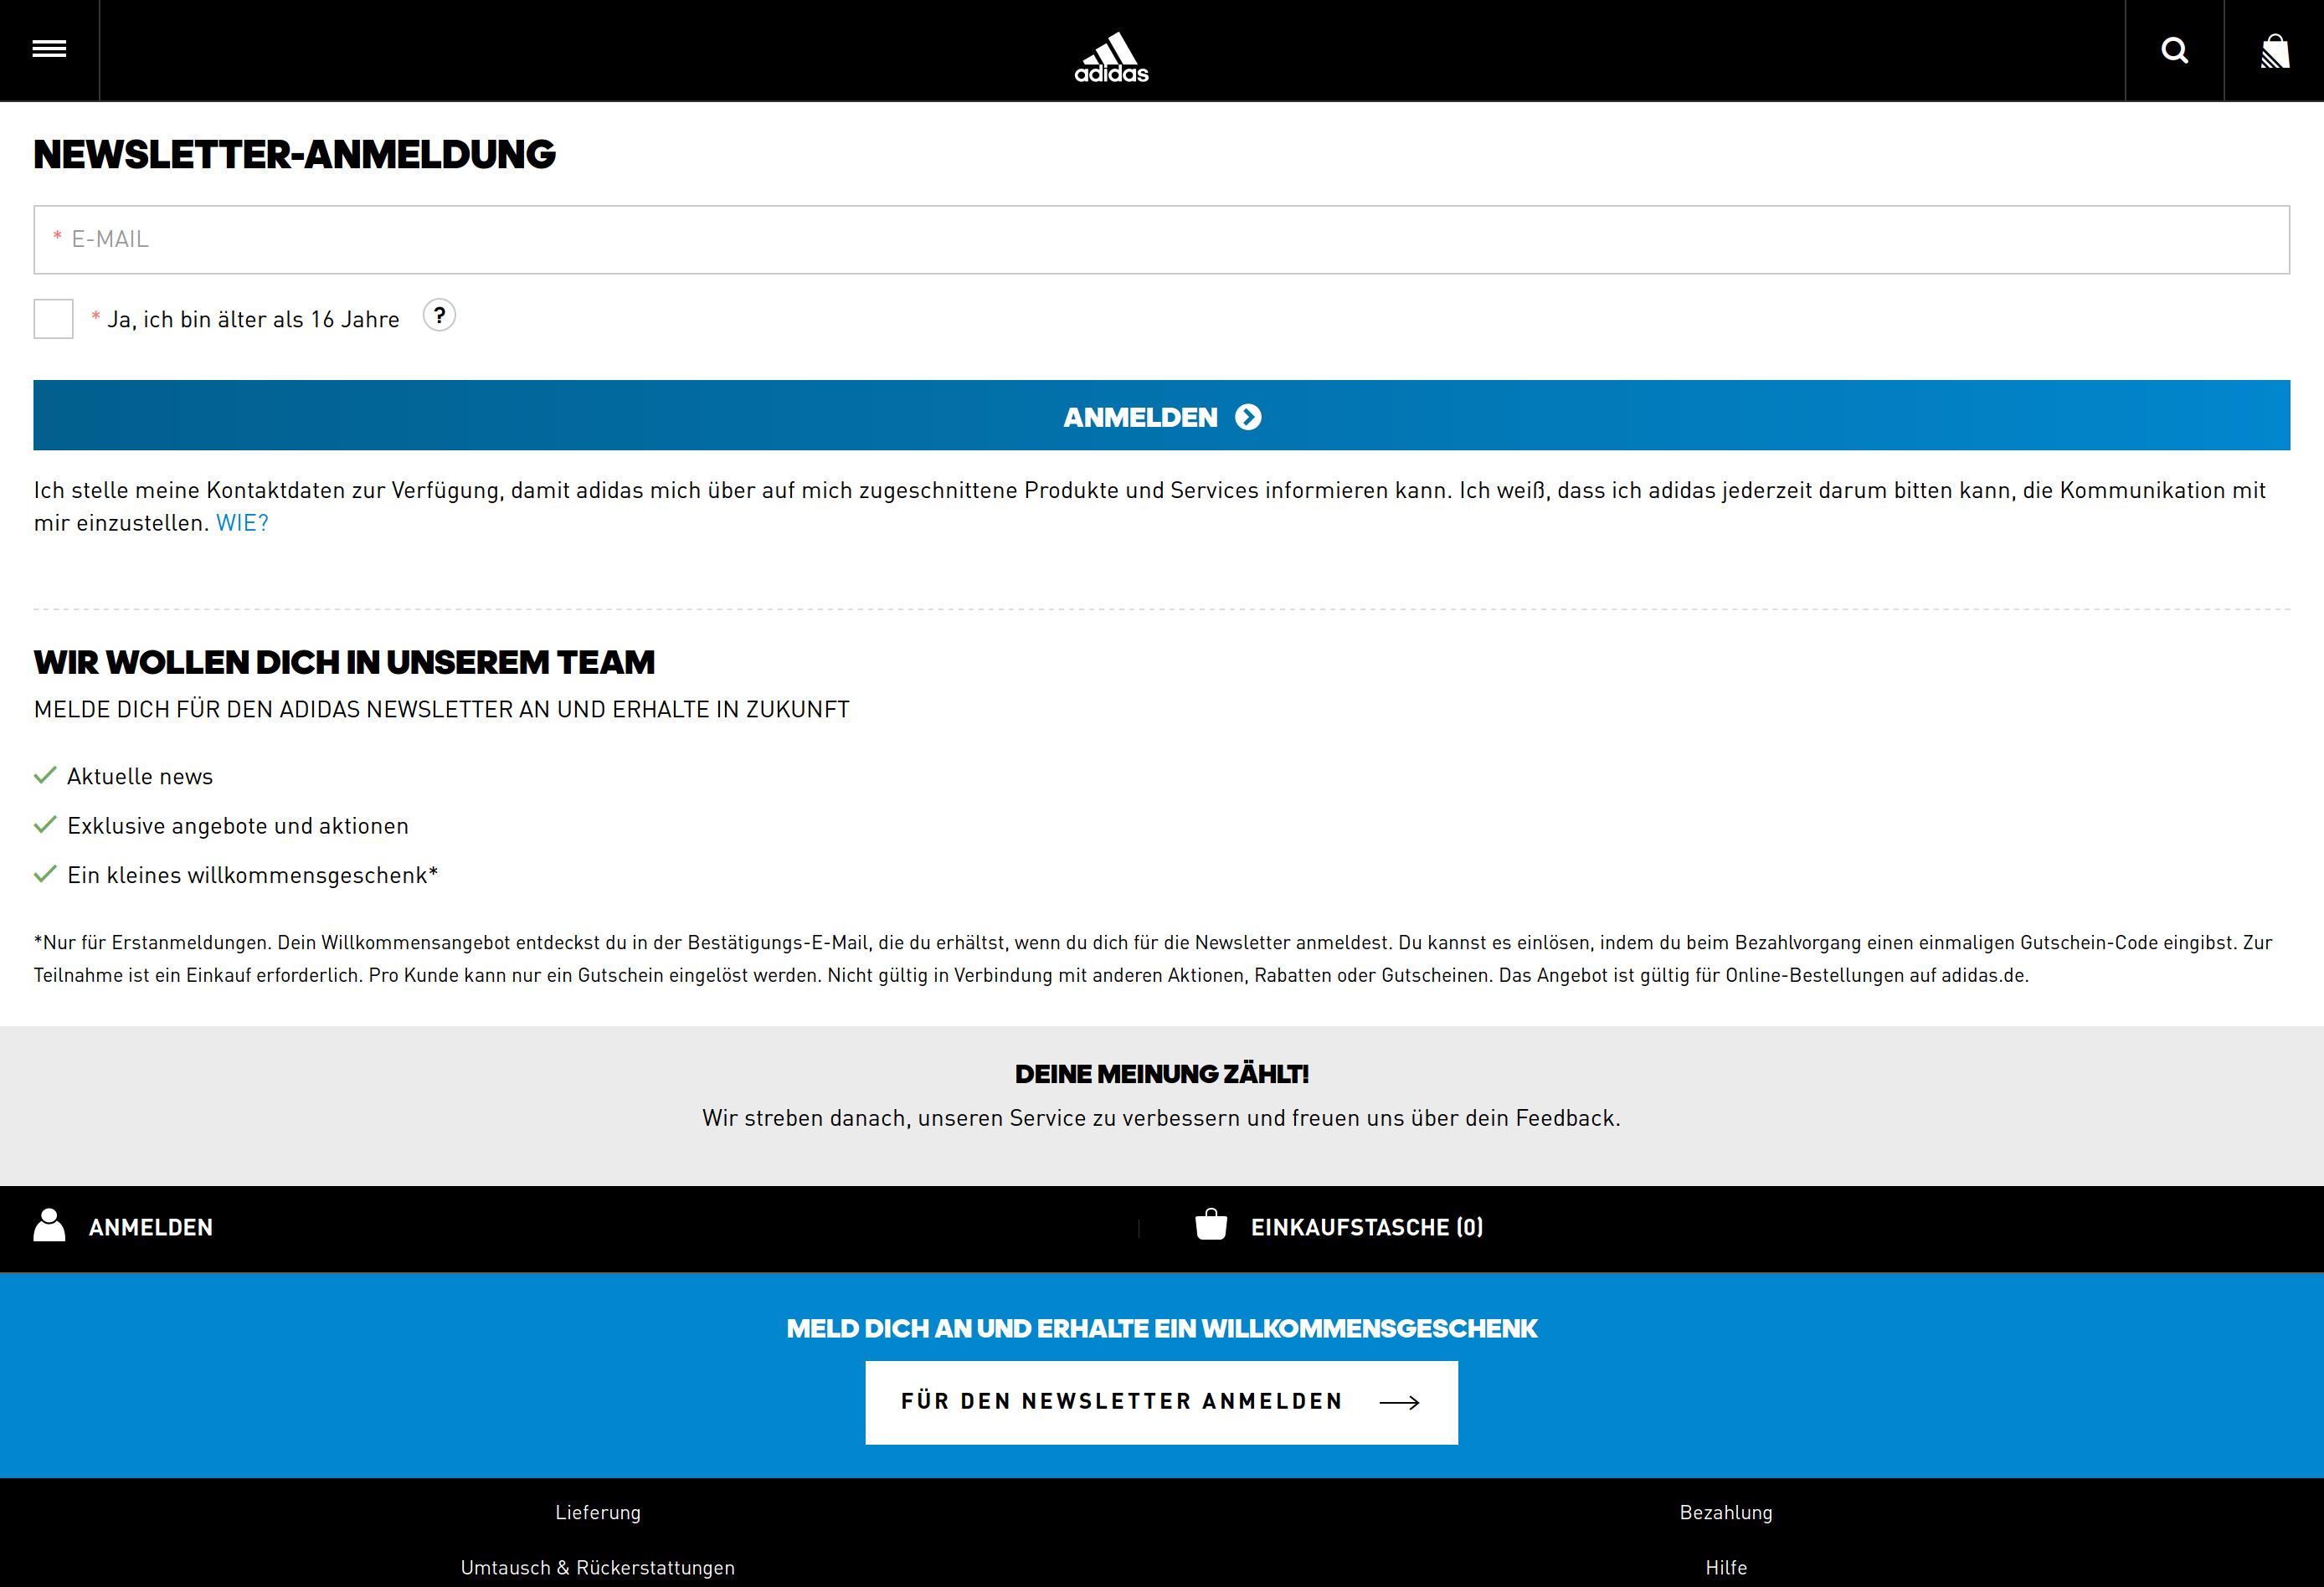 adidas
NEWSLETTER-ANMELDUNG
* E-MAIL
* Ja, ich bin älter als 16 Jahre ?
ANMELDEN
Ich stelle meine Kontaktdaten zur Verfügung, damit adidas mich über auf mich zugeschnittene Produkte und Services informieren kann. Ich weiß, dass ich adidas jederzeit darum bitten kann, die Kommunikation mit
mir einzustellen. WIE?
WIR WOLLEN DICH IN UNSEREM TEAM
MELDE DICH FÜR DEN ADIDAS NEWSLETTER AN UND ERHALTE IN ZUKUNFT
Aktuelle news
Exklusive angebote und aktionen
Ein kleines willkommensgeschenk*
*Nur für Erstanmeldungen. Dein Willkommensangebot entdeckst du in der Bestätigungs-E-Mail, die du erhältst, wenn du dich für die Newsletter anmeldest. Du kannst es einlösen, indem du beim Bezahlvorgang einen einmaligen Gutschein-Code eingibst. Zur
Teilnahme ist ein Einkauf erforderlich. Pro Kunde kann nur ein Gutschein eingelöst werden. Nicht gültig in Verbindung mit anderen Aktionen, Rabatten oder Gutscheinen. Das Angebot ist gültig für Online-Bestellungen auf adidas.de.
DEINE MEINUNG ZÄHLT!
Wir streben danach, unseren Service zu verbessern und freuen uns über dein Feedback.
ANMELDEN
EINKAUFSTASCHE (0)
MELD DICH AN UND ERHALTE EIN WILLKOMMENSGESCHENK
FÜR DEN NEWSLETTER ANMELDEN
Lieferung
Bezahlung
Umtausch & Rückerstattungen
Hilfe